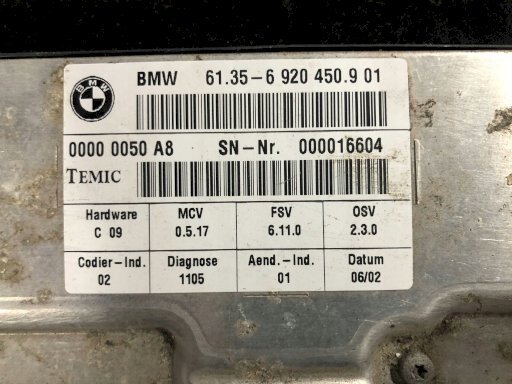 BMW
BMW 61.35-6 920 450.9 01
0000 0050 A8 SN-Nr. 000016604
TEMIC
Hardware MCV FSV OSV
C 09 0.5.17 6.11.0 2.3.0
Codier-Ind. Diagnose Aend.-Ind. Datum
02 1105 01 06/02